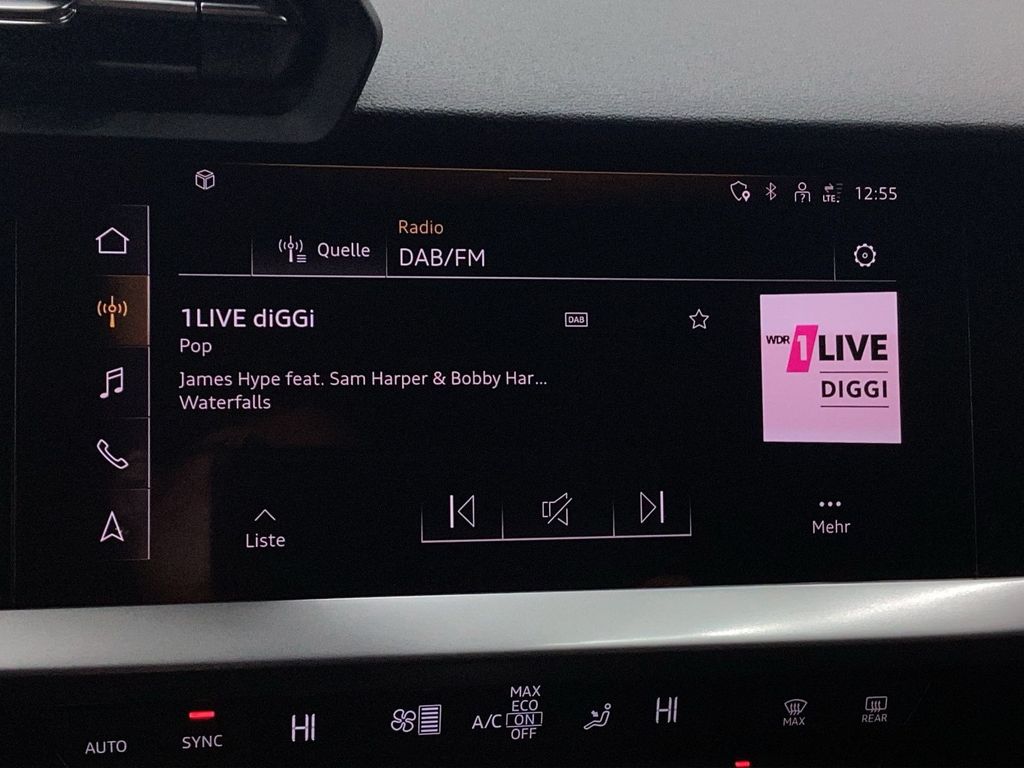 LTE
12:55
Radio
Quelle
DAB/FM
1LIVE diGGi
DAB
Pop
James Hype feat. Sam Harper & Bobby Har...
Waterfalls
WDR 1LIVE
DIGGI
Liste
Mehr
AUTO
SYNC
HI
A/C
MAX
ECO
ON
OFF
HI
MAX
REAR